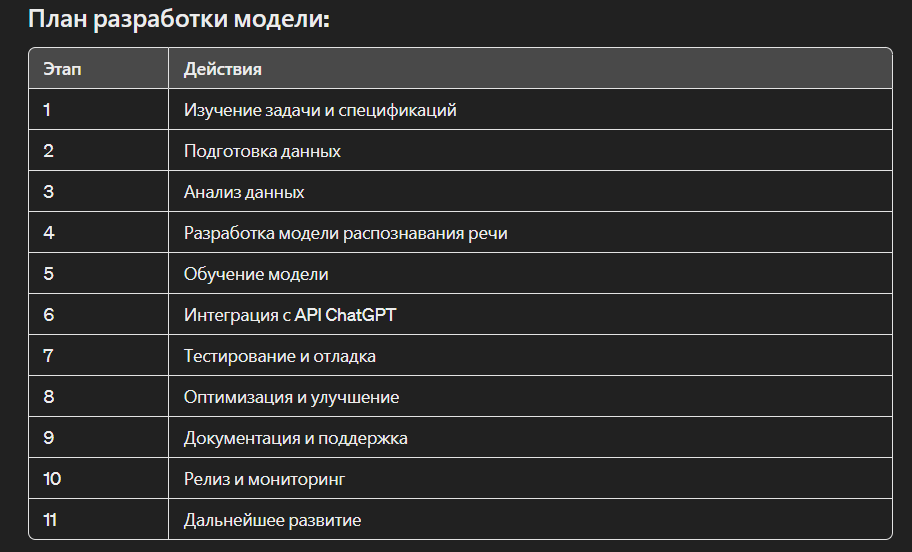 План разработки модели:
Этап Действия
1 Изучение задачи и спецификаций
2 Подготовка данных
3 Анализ данных
4 Разработка модели распознавания речи
5 Обучение модели
6 Интеграция с API ChatGPT
7 Тестирование и отладка
8 Оптимизация и улучшение
9 Документация и поддержка
10 Релиз и мониторинг
11 Дальнейшее развитие